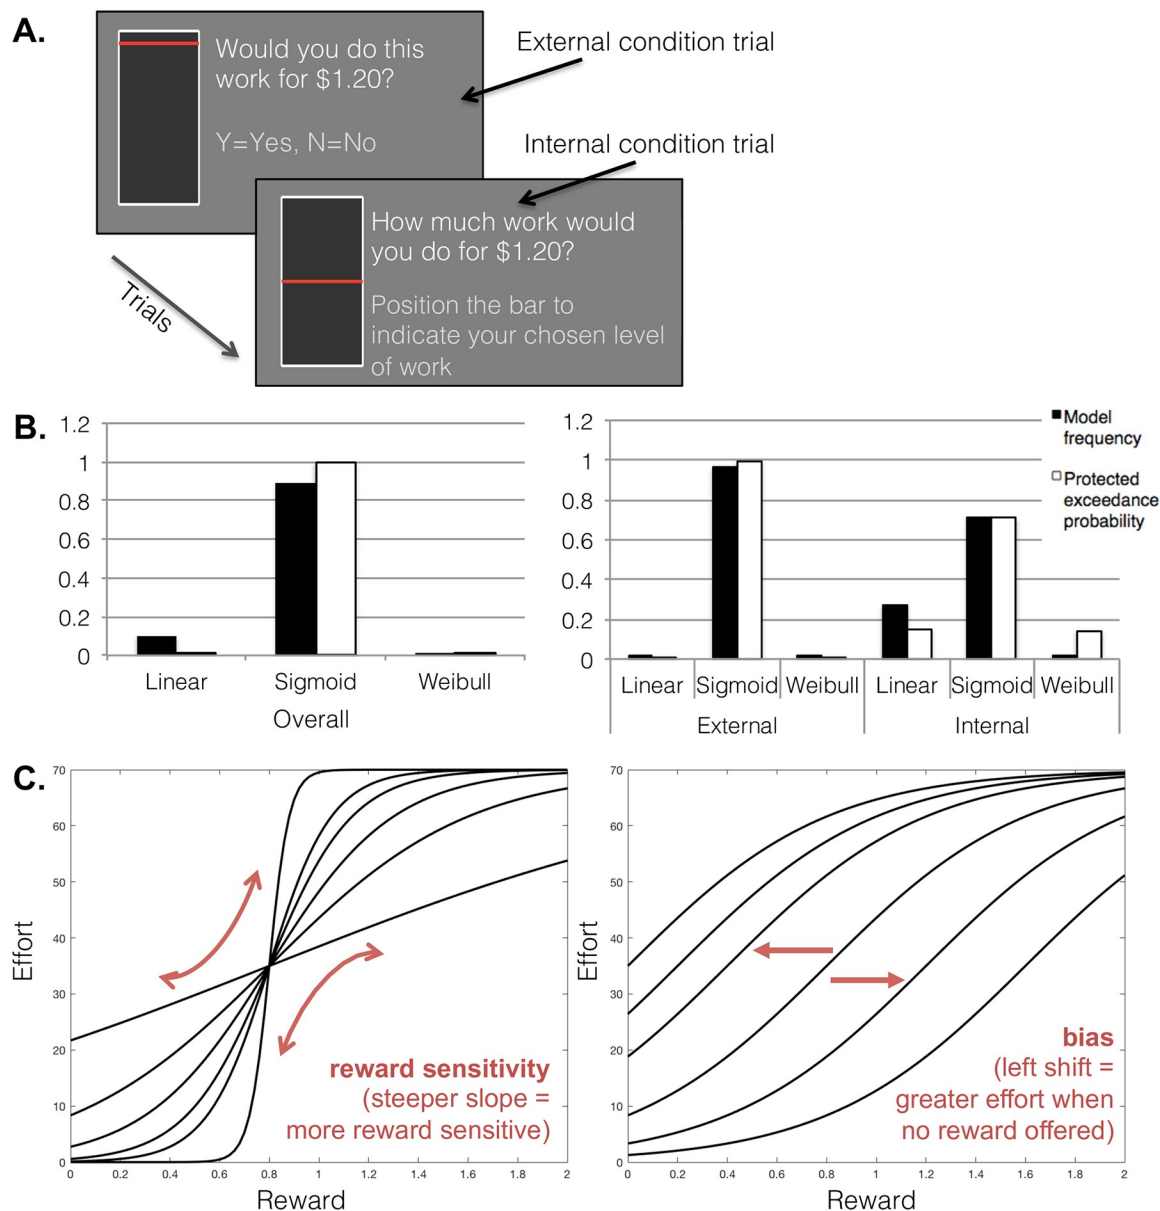 A.
Would you do this
work for $1.20?
Y=Yes, N=No
External condition trial
Internal condition trial
How much work would
you do for $1.20?
Position the bar to
indicate your chosen level
of work
Trials
B.
1.2
1
0.8
0.6
0.4
0.2
0
Linear
Sigmoid
Weibull
Overall
1.2
1
0.8
0.6
0.4
0.2
0
Linear
Sigmoid
Weibull
Linear
Sigmoid
Weibull
External
Internal
Model
frequency
Protected
exceedance
probability
C.
Effort
70
60
50
40
30
20
10
0
0 0.2 0.4 0.6 0.8 1 1.2 1.4 1.6 1.8 2
Reward
reward sensitivity
(steeper slope =
more reward sensitive)
Effort
70
60
50
40
30
20
10
0
0 0.2 0.4 0.6 0.8 1 1.2 1.4 1.6 1.8 2
Reward
bias
(left shift =
greater effort when
no reward offered)